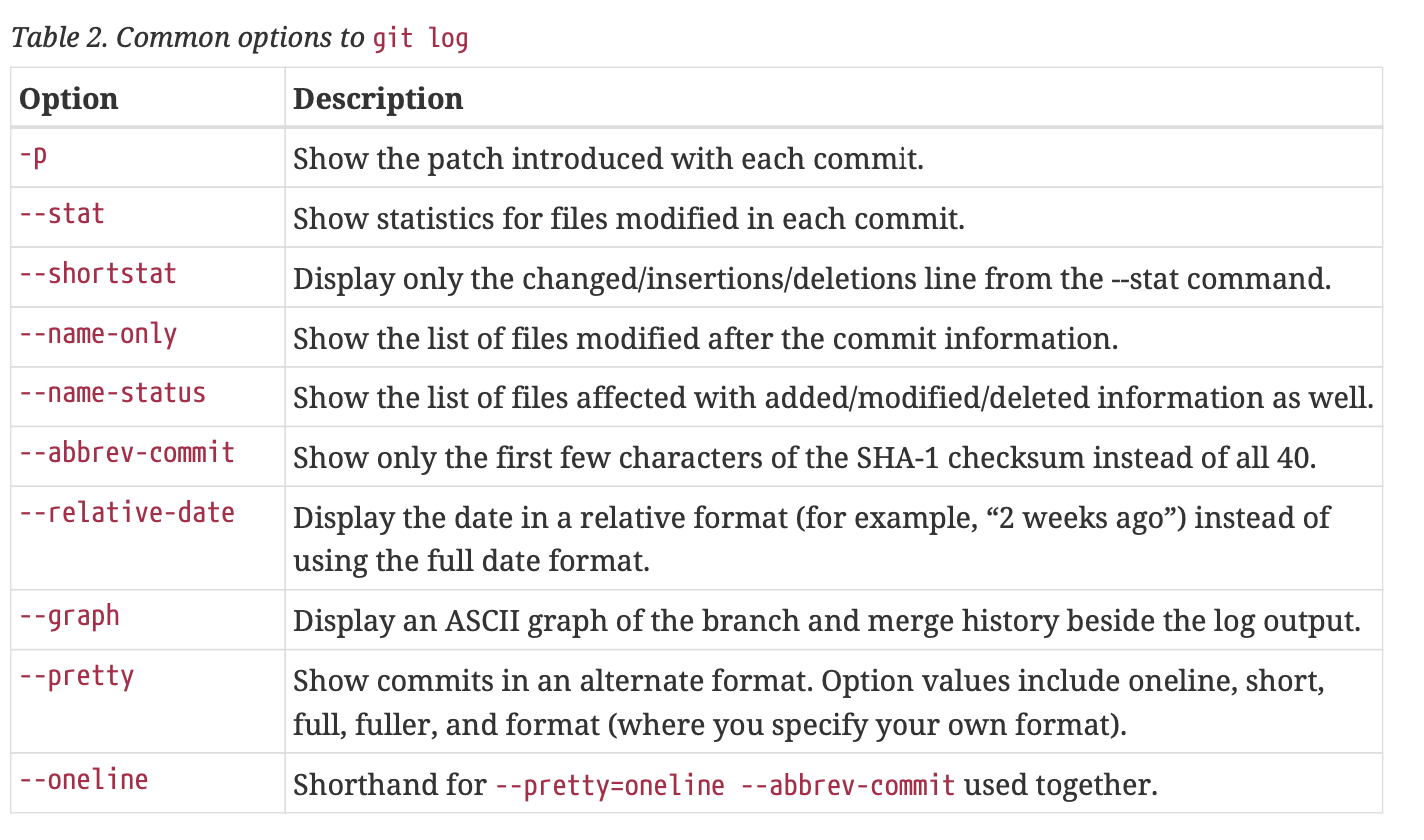 Table 2. Common options to git log
Option Description
-p Show the patch introduced with each commit.
--stat Show statistics for files modified in each commit.
--shortstat Display only the changed/insertions/deletions line from the --stat command.
--name-only Show the list of files modified after the commit information.
--name-status Show the list of files affected with added/modified/deleted information as well.
--abbrev-commit Show only the first few characters of the SHA-1 checksum instead of all 40.
--relative-date Display the date in a relative format (for example, “2 weeks ago”) instead of
using the full date format.
--graph Display an ASCII graph of the branch and merge history beside the log output.
--pretty Show commits in an alternate format. Option values include oneline, short,
full, fuller, and format (where you specify your own format).
--oneline Shorthand for --pretty=oneline --abbrev-commit used together.